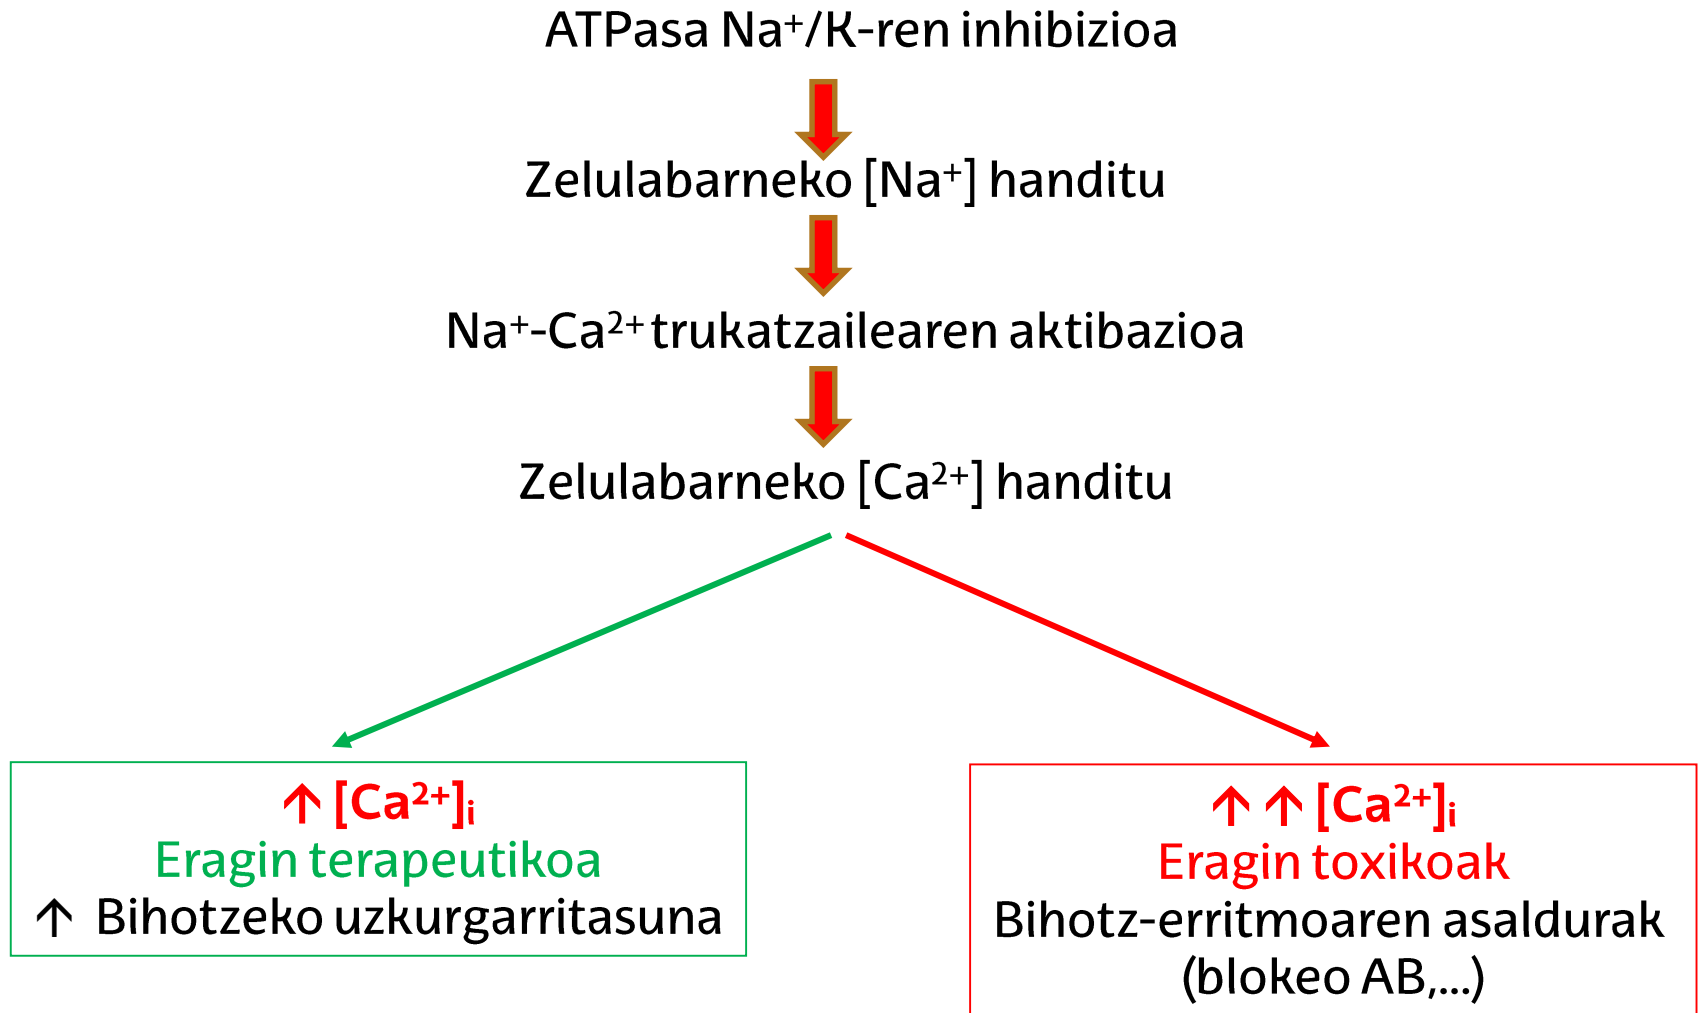 ATPasa Na⁺/K-ren inhibizioa
Zelulabarneko [Na⁺] handitu
Na⁺-Ca²⁺ trukatzailearen aktibazioa
Zelulabarneko [Ca²⁺] handitu
↑ [Ca²⁺]ᵢ
Eragin terapeutikoa
↑ Bihotzeko uzkurgarritasuna
↑ ↑ [Ca²⁺]ᵢ
Eragin toxikoak
Bihotz-erritmoaren asaldurak
(blokeo AB,...)